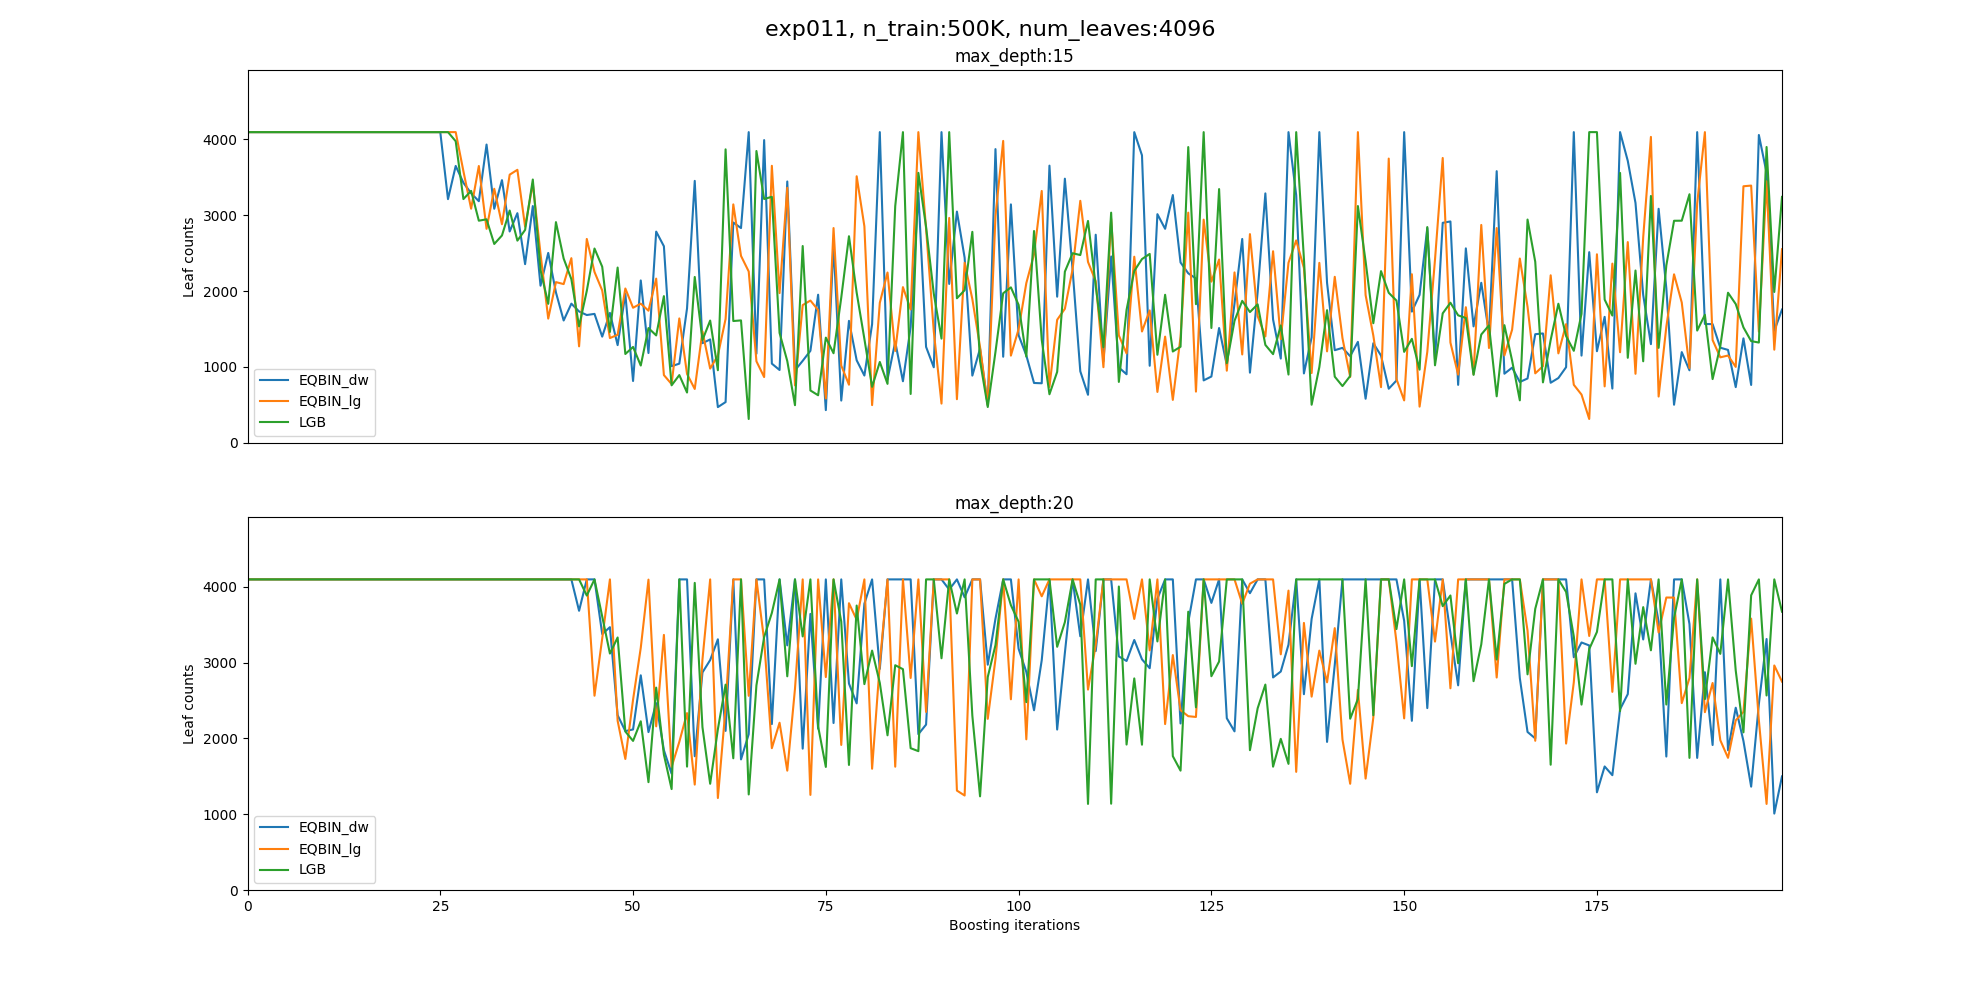 exp011, n_train:500K, num_leaves:4096
max_depth:15
4000
3000
2000
1000
0
Leaf counts
EQBIN_dw
EQBIN_lg
LGB
max_depth:20
4000
3000
2000
1000
0
Leaf counts
EQBIN_dw
EQBIN_lg
LGB
0 25 50 75 100 125 150 175
Boosting iterations